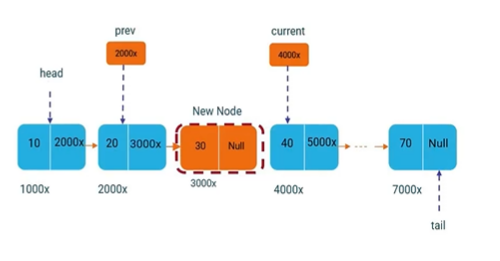 prev
current
2000x
4000x
head
New Node
10 2000x
20 3000x
30 Null
40 5000x
70 Null
1000x
2000x
3000x
4000x
7000x
tail